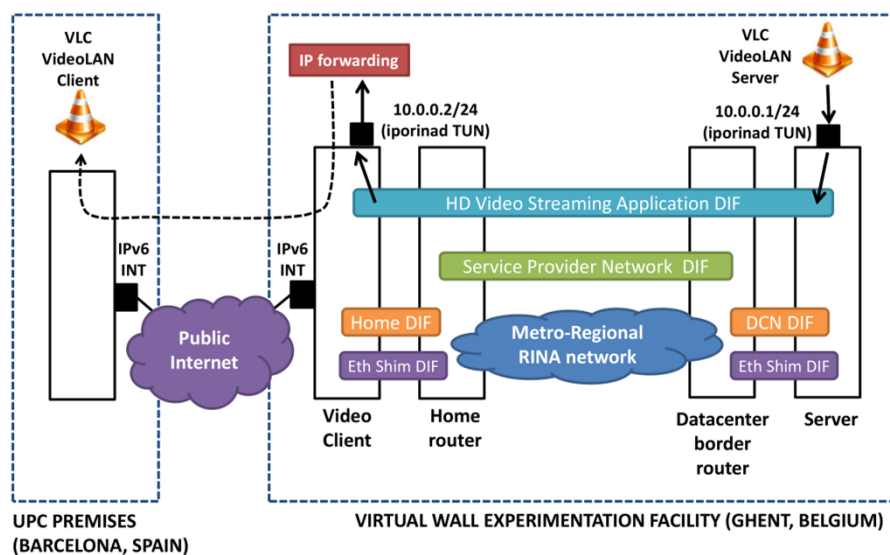 VLC
VideoLAN
Client
IP forwarding
VLC
VideoLAN
Server
10.0.0.2/24
(iporinad TUN)
10.0.0.1/24
(iporinad TUN)
HD Video Streaming Application DIF
IPv6
INT
IPv6
INT
Service Provider Network DIF
Public
Internet
Home DIF
Metro-Regional
RINA network
DCN DIF
Eth Shim DIF
Eth Shim DIF
Video
Client
Home
router
Datacenter
border
router
Server
UPC PREMISES
(BARCELONA, SPAIN)
VIRTUAL WALL EXPERIMENTATION FACILITY (GHENT, BELGIUM)